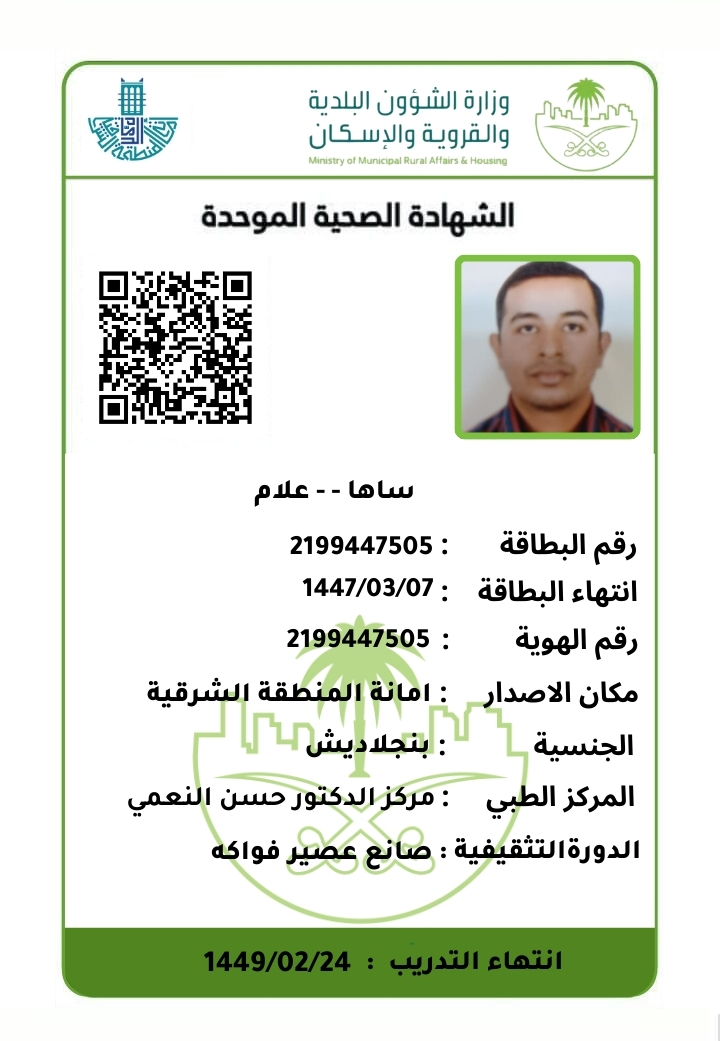 وزارة الشؤون البلدية
والقروية والإسكان
Ministry of Municipal Rural Affairs & Housing
الشهادة الصحية الموحدة
ساها - - علام
رقم البطاقة : 2199447505
انتهاء البطاقة : 1447/03/07
رقم الهوية : 2199447505
مكان الاصدار : امانة المنطقة الشرقية
الجنسية : بنجلاديش
المركز الطبي : مركز الدكتور حسن النعمي
الدورةالتثقيفية : صانع عصير فواكه
انتهاء التدريب : 1449/02/24